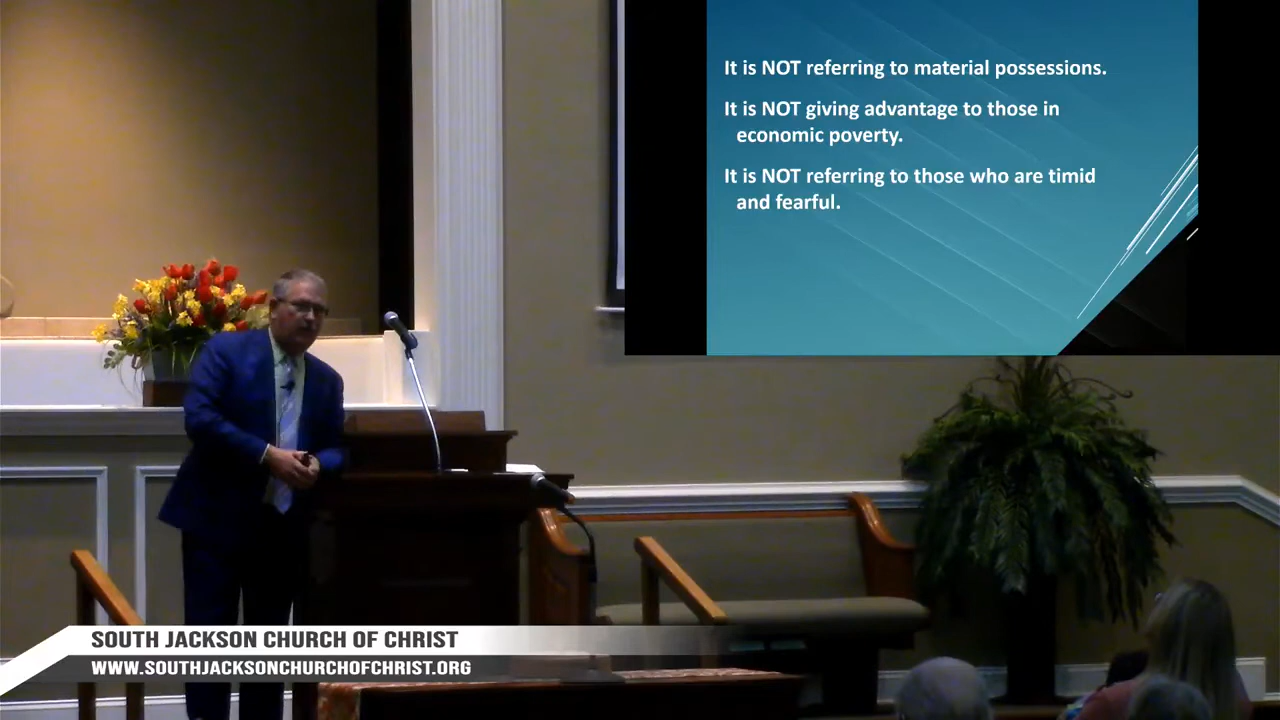 It is NOT referring to material possessions.
It is NOT giving advantage to those in
economic poverty.
It is NOT referring to those who are timid
and fearful.
SOUTH JACKSON CHURCH OF CHRIST
WWW.SOUTHJACKSONCHURCHOFCHRIST.ORG